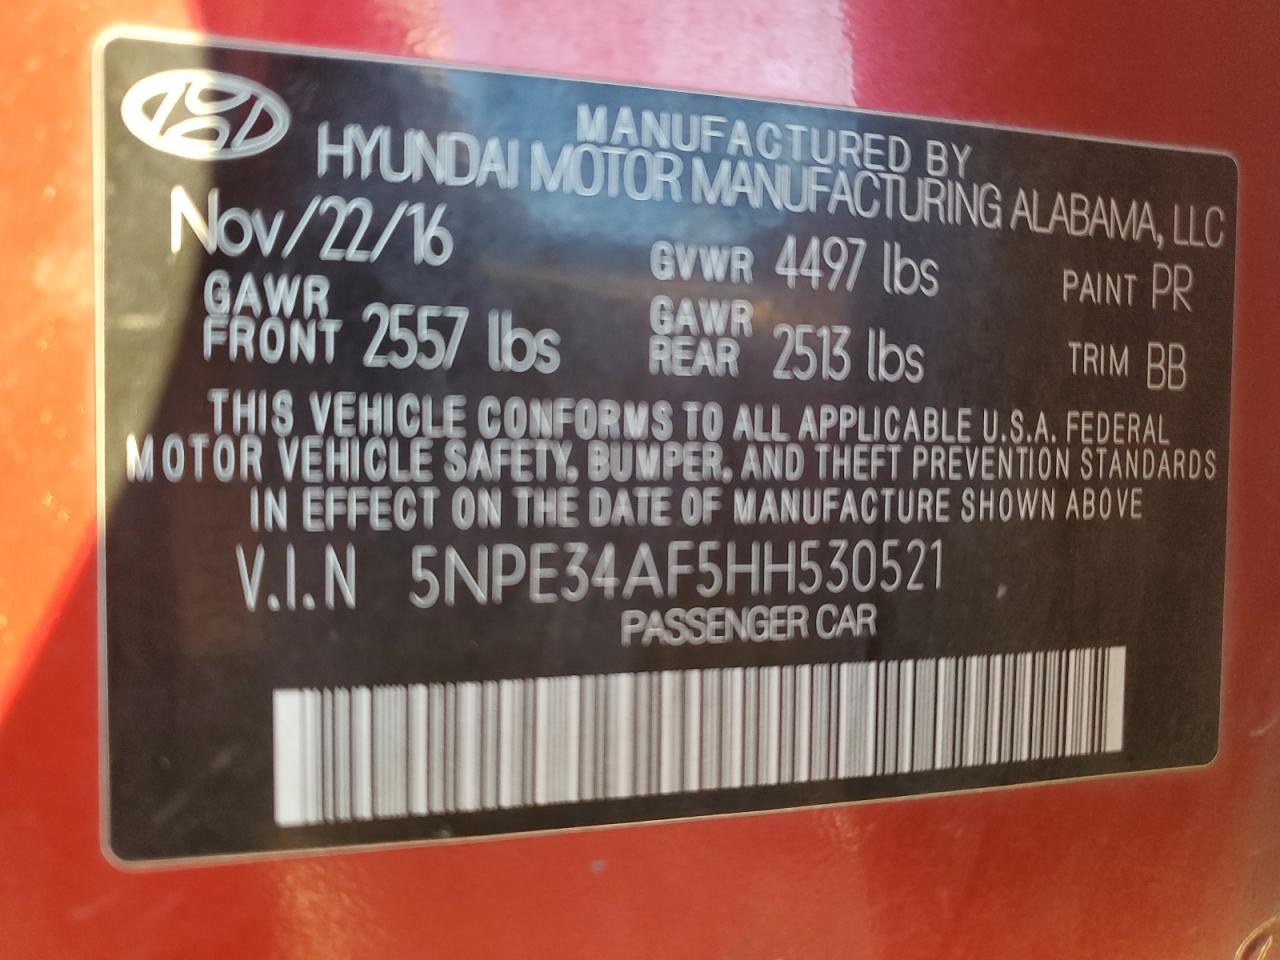 MANUFACTURED BY
HYUNDAI MOTOR MANUFACTURING ALABAMA, LLC
Nov/22/16 GVWR 4497 lbs PAINT PR
GAWR FRONT 2557 lbs GAWR REAR 2513 lbs TRIM BB
THIS VEHICLE CONFORMS TO ALL APPLICABLE U.S.A. FEDERAL
MOTOR VEHICLE SAFETY, BUMPER, AND THEFT PREVENTION STANDARDS
IN EFFECT ON THE DATE OF MANUFACTURE SHOWN ABOVE
V.I.N 5NPE34AF5HH530521
PASSENGER CAR